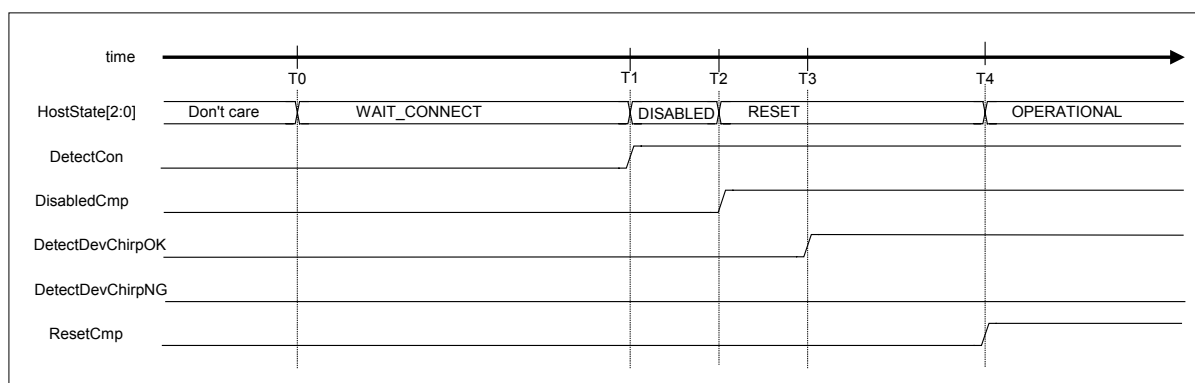 time
T0 T1 T2 T3 T4
HostState[2:0] Don't care WAIT_CONNECT DISABLED RESET OPERATIONAL
DetectCon
DisabledCmp
DetectDevChirpOK
DetectDevChirpNG
ResetCmp